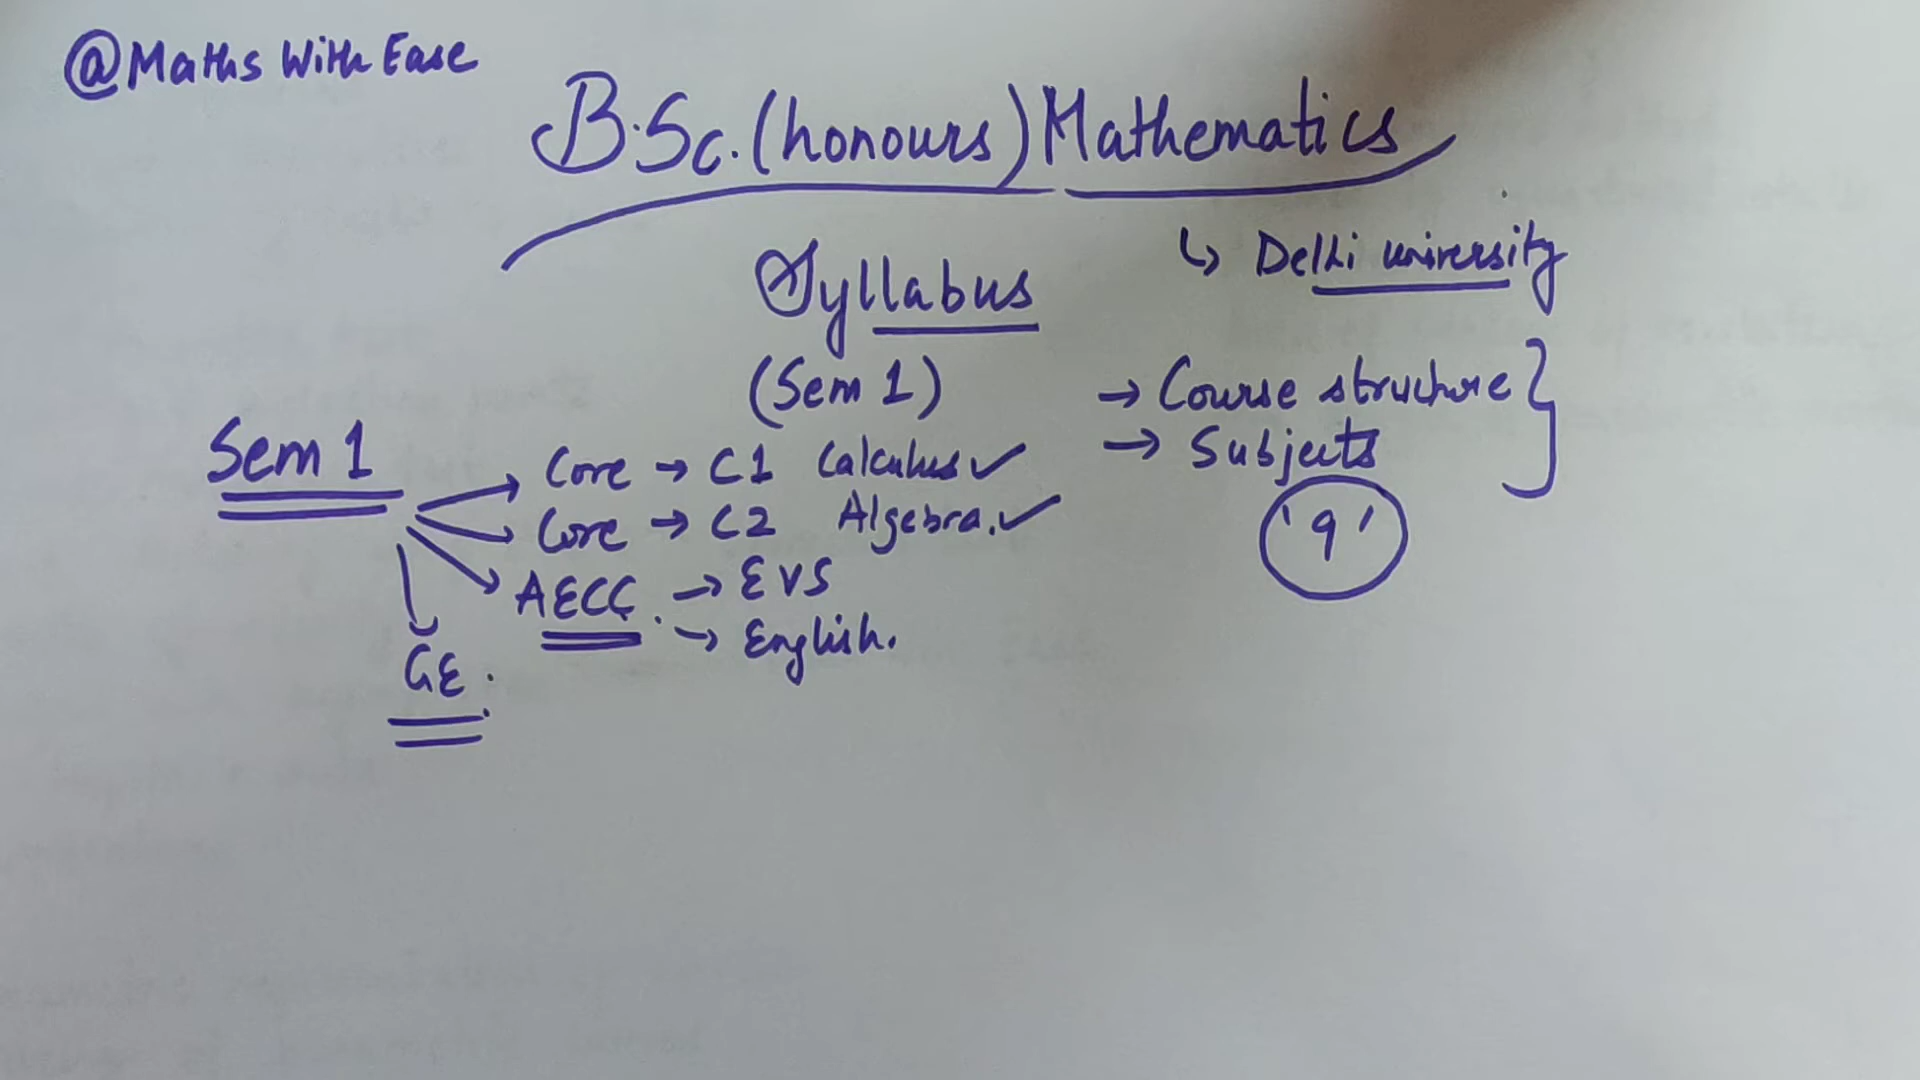 @Maths With Ease
B.Sc. (honours) Mathematics
↳ Delhi university
Syllabus
(Sem 1)
→ Course structure
→ Subjects
'9'
Sem 1
Core → C1 Calculus ✓
Core → C2 Algebra. ✓
AECC → EVS
→ English.
GE.